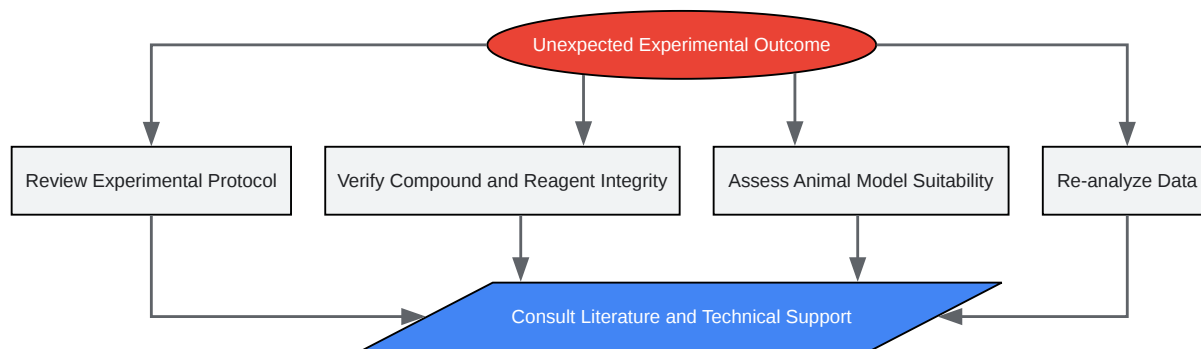 Unexpected Experimental Outcome
Review Experimental Protocol
Verify Compound and Reagent Integrity
Assess Animal Model Suitability
Re-analyze Data
Consult Literature and Technical Support